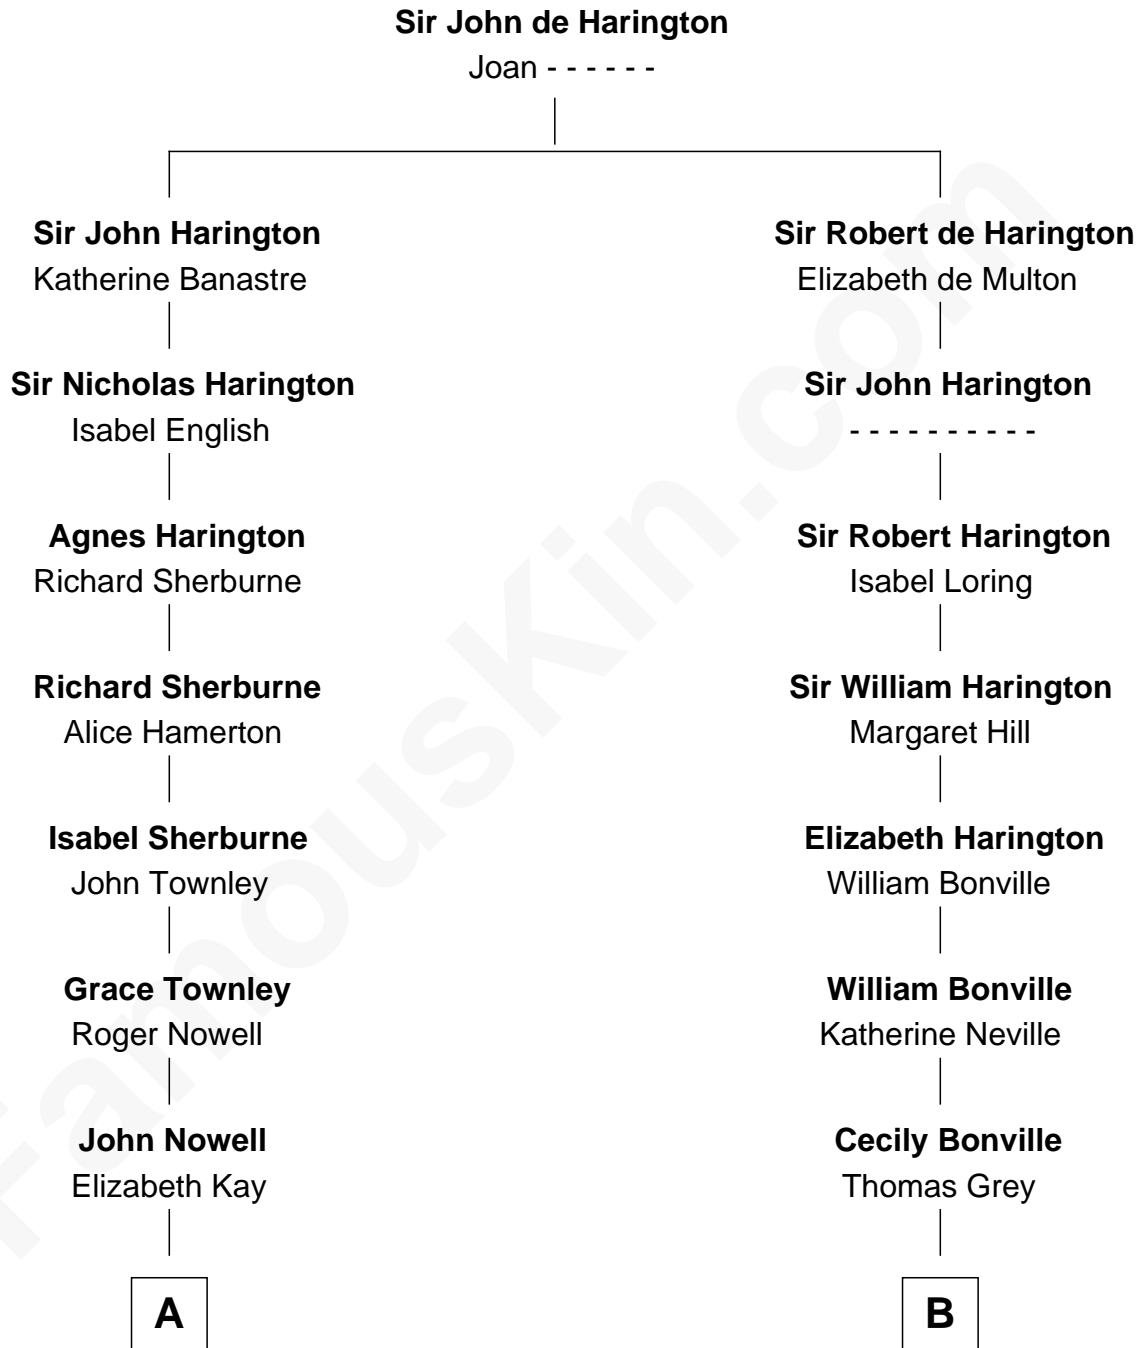 Sir John de Harington
Joan - - - - - -
Sir John Harington
Katherine Banastre
Sir Robert de Harington
Elizabeth de Multon
Sir Nicholas Harington
Isabel English
Sir John Harington
- - - - - - - - - -
Agnes Harington
Richard Sherburne
Sir Robert Harington
Isabel Loring
Richard Sherburne
Alice Hamerton
Sir William Harington
Margaret Hill
Isabel Sherburne
John Townley
Elizabeth Harington
William Bonville
Grace Townley
Roger Nowell
William Bonville
Katherine Neville
John Nowell
Elizabeth Kay
Cecily Bonville
Thomas Grey
A
B
FamousKin.com